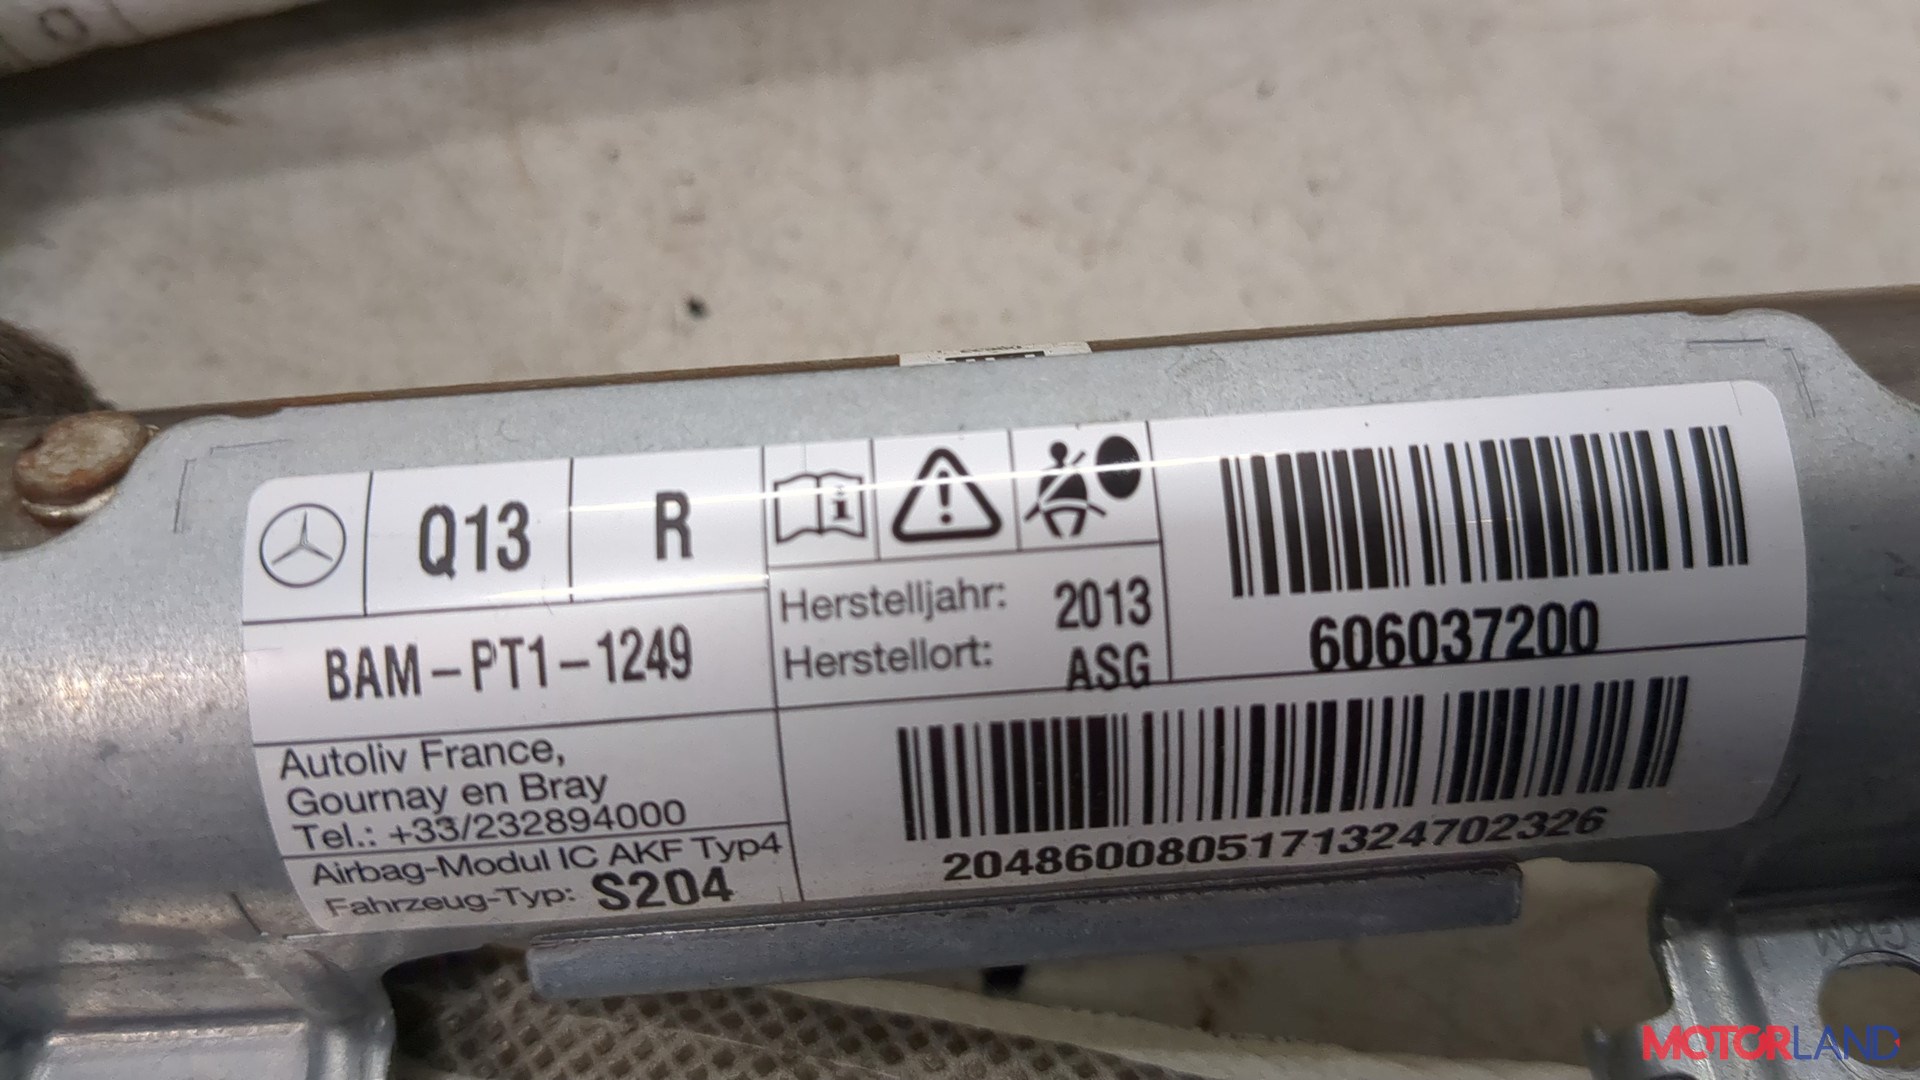 Q13
R
BAM-PT1-1249
Herstelljahr: 2013
Herstellort: ASG
606037200
Autoliv France,
Gournay en Bray
Tel.: +33/232894000
Airbag-Modul IC AKF Typ4
Fahrzeug-Typ: S204
2048600805171324702326
MOTORLAND